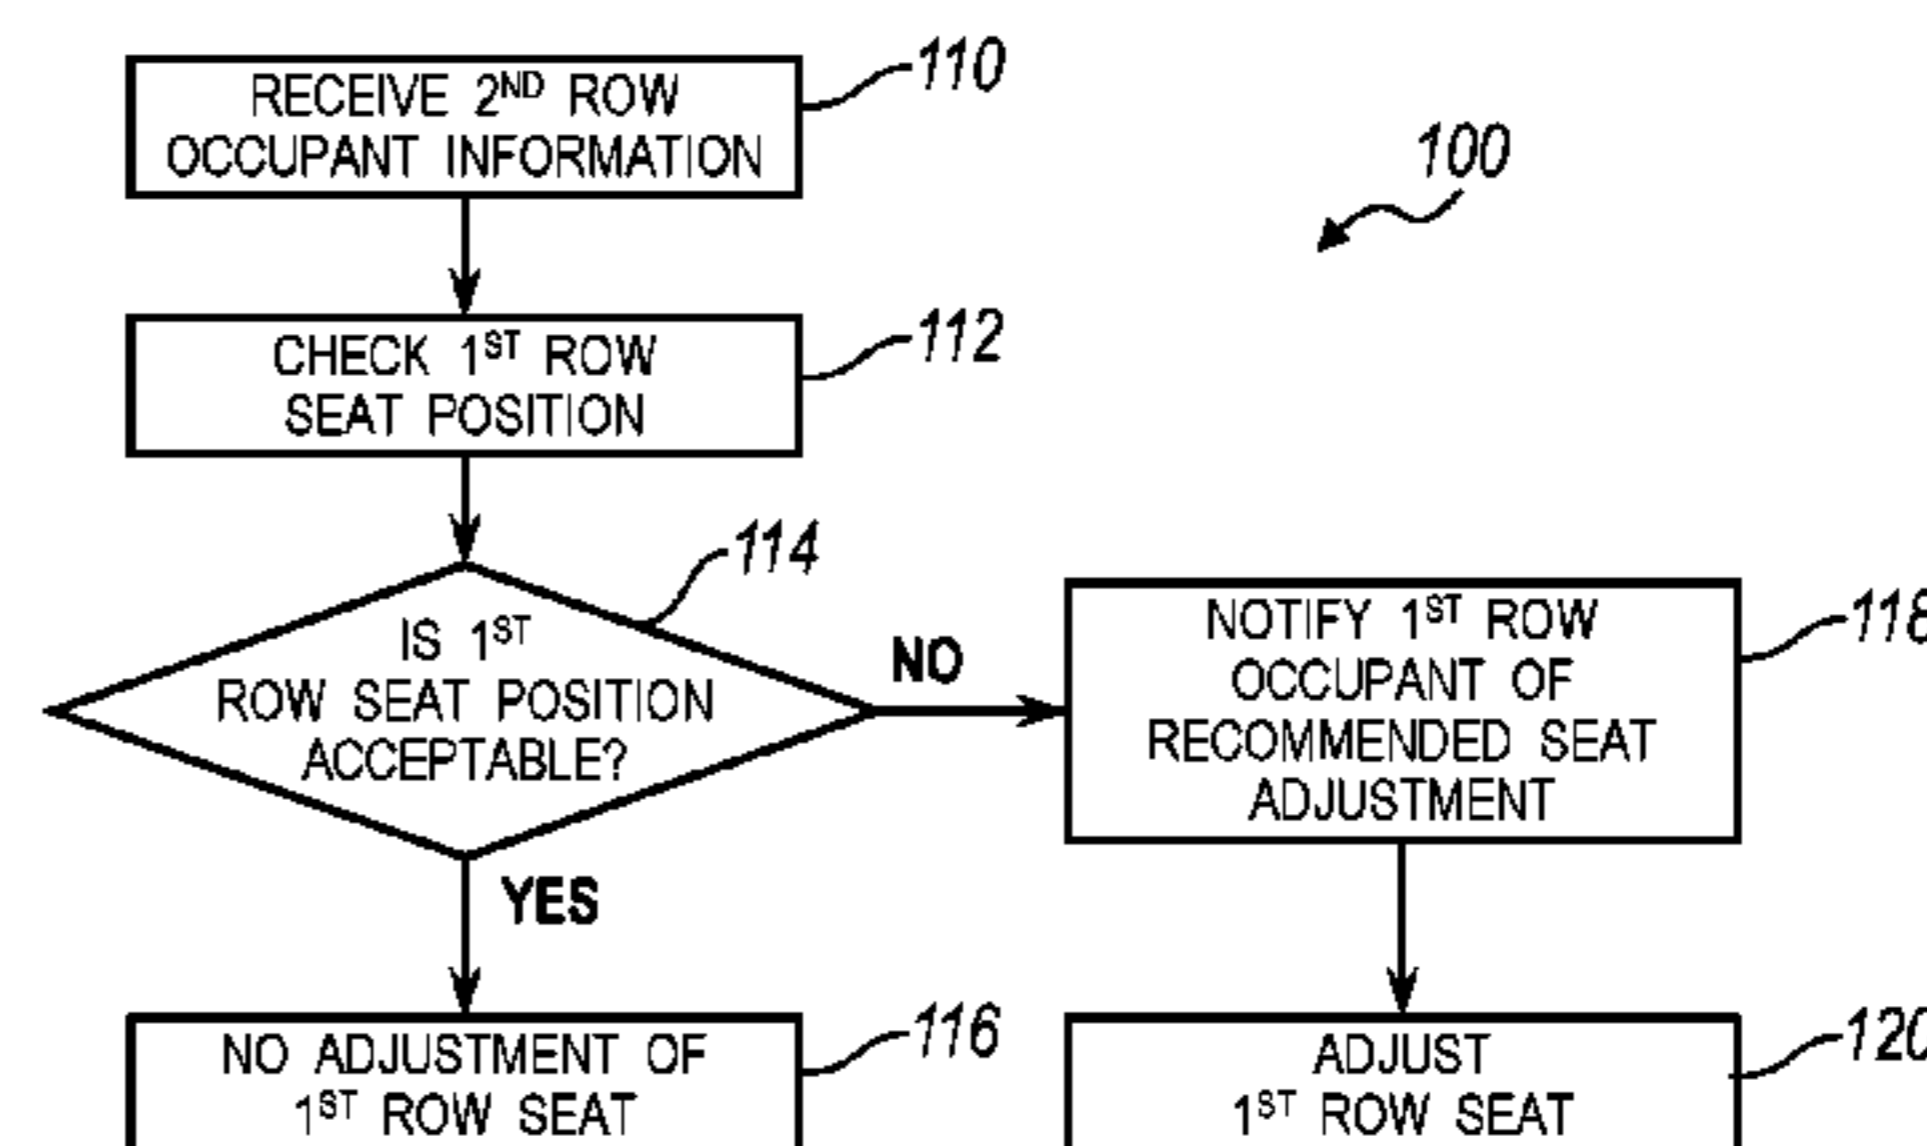 RECEIVE 2ND ROW
OCCUPANT INFORMATION
110
100
CHECK 1ST ROW
SEAT POSITION
112
IS 1ST
ROW SEAT POSITION
ACCEPTABLE?
114
NO
NOTIFY 1ST ROW
OCCUPANT OF
RECOMMENDED SEAT
ADJUSTMENT
118
YES
NO ADJUSTMENT OF
1ST ROW SEAT
116
ADJUST
1ST ROW SEAT
120